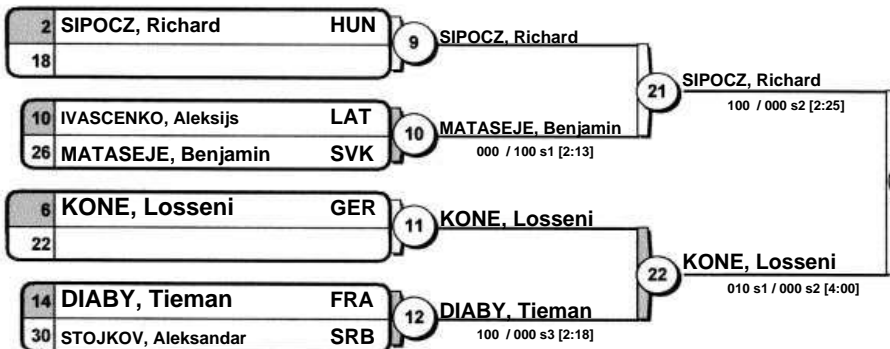 2 SIPOCZ, Richard HUN
18
9
SIPOCZ, Richard
10 IVASCENKO, Aleksijs LAT
26 MATASEJE, Benjamin SVK
10
MATASEJE, Benjamin
000 / 100 s1 [2:13]
21
SIPOCZ, Richard
100 / 000 s2 [2:25]
6 KONE, Losseni GER
22
11
KONE, Losseni
14 DIABY, Tieman FRA
30 STOJKOV, Aleksandar SRB
12
DIABY, Tieman
100 / 000 s3 [2:18]
22
KONE, Losseni
010 s1 / 000 s2 [4:00]